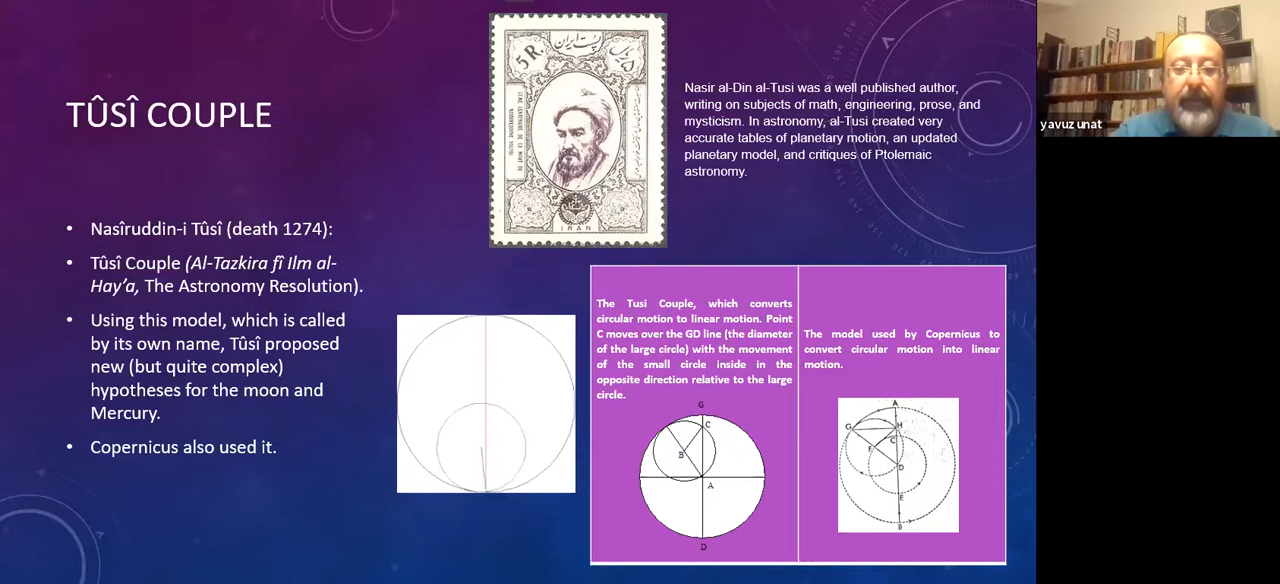 TÛSÎ COUPLE
• Nasîruddin-i Tûsî (death 1274):
• Tûsî Couple (Al-Tazkira fî Ilm al-
Hay’a, The Astronomy Resolution).
• Using this model, which is called
by its own name, Tûsî proposed
new (but quite complex)
hypotheses for the moon and
Mercury.
• Copernicus also used it.
5 R.
پست ایران
۵ ریال
IRAN
Nasir al-Din al-Tusi was a well published author,
writing on subjects of math, engineering, prose, and
mysticism. In astronomy, al-Tusi created very
accurate tables of planetary motion, an updated
planetary model, and critiques of Ptolemaic
astronomy.
The Tusi Couple, which converts
circular motion to linear motion. Point
C moves over the GD line (the diameter
of the large circle) with the movement
of the small circle inside in the
opposite direction relative to the large
circle.
G
C
B
A
D
The model used by Copernicus to
convert circular motion into linear
motion.
A
G
H
C
F
D
E
B
yavuz unat